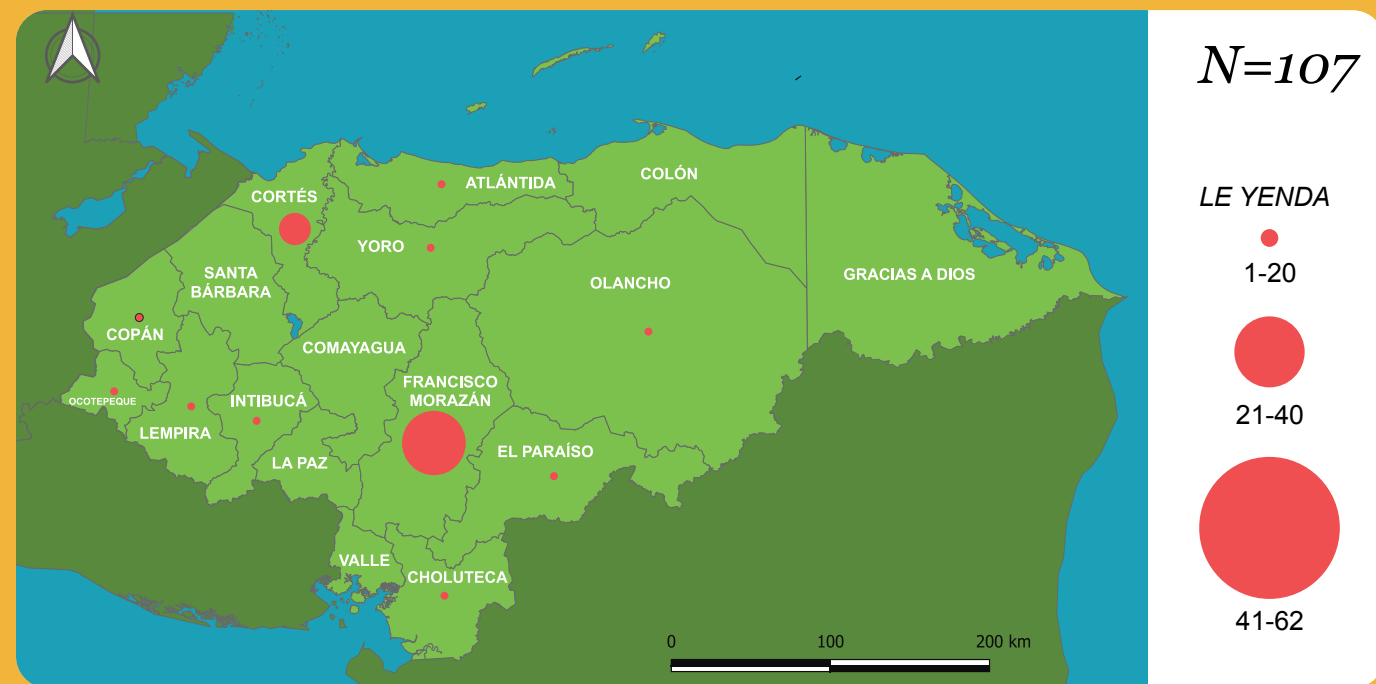 N=107
LE YENDA
1-20
21-40
41-62
ATLÁNTIDA
COLÓN
CORTÉS
YORO
SANTA
BÁRBARA
OLANCHO
GRACIAS A DIOS
COPÁN
COMAYAGUA
FRANCISCO
MORAZÁN
OCOTEPEQUE
INTIBUCÁ
LEMPIRA
LA PAZ
EL PARAÍSO
VALLE
CHOLUTECA
0 100 200 km